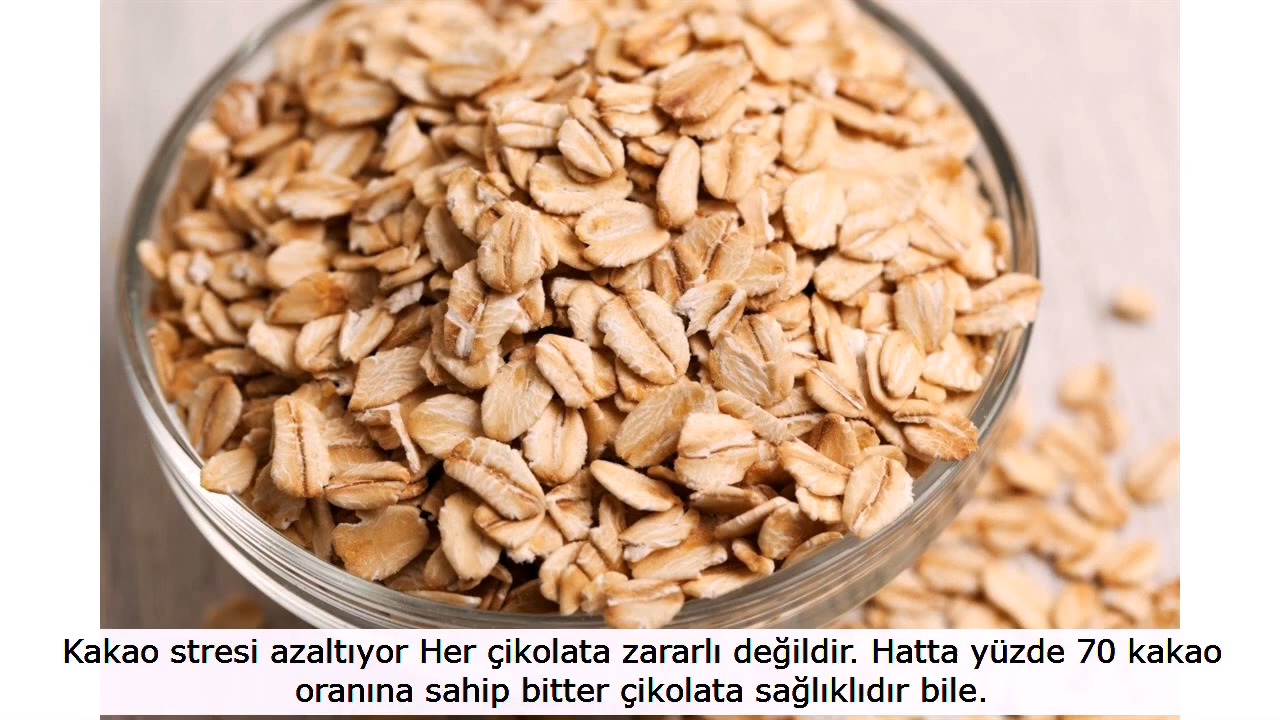 Kakao stresi azaltıyor Her çikolata zararlı değildir. Hatta yüzde 70 kakao
oranına sahip bitter çikolata sağlıklıdır bile.